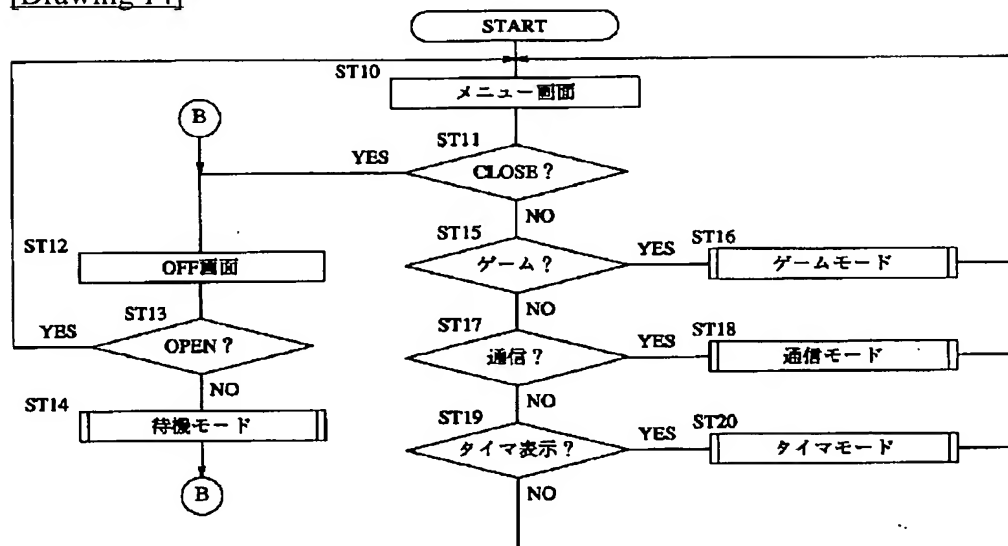 START
ST10
メニュー画面
B
ST11
YES
CLOSE？
NO
ST12
OFF画面
ST15
ゲーム？
YES
ST16
ゲームモード
ST13
YES
OPEN？
NO
NO
ST17
通信？
YES
ST18
通信モード
ST14
待機モード
NO
ST19
タイマ表示？
YES
ST20
タイマモード
B
NO